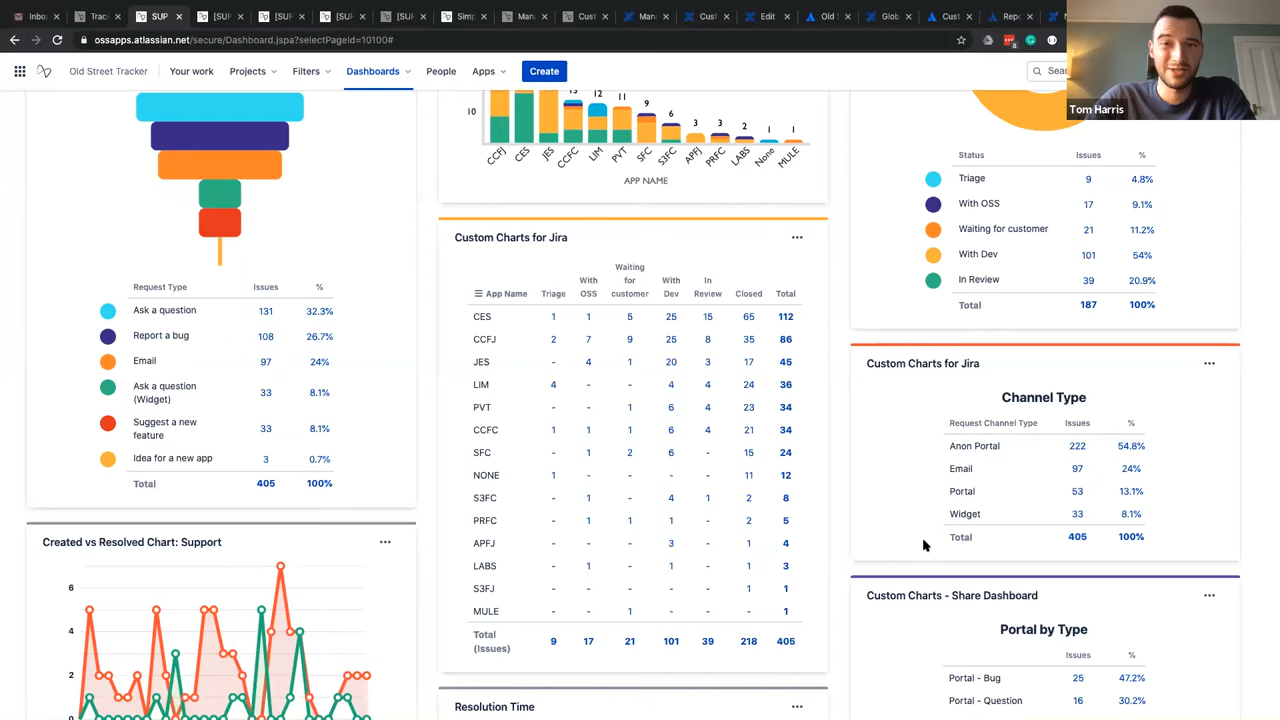 Inbox
Trac
SUP
[SUP
[SUP
[SUP
[SUP
Simp
Mana
Cust
Mana
Cust
Edit
Old S
Glob
Cust
Repo
ossapps.atlassian.net/secure/Dashboard.jspa?selectPageId=10100#
Old Street Tracker
Your work
Projects
Filters
Dashboards
People
Apps
Create
Sear
Tom Harris
Request Type Issues %
Ask a question 131 32.3%
Report a bug 108 26.7%
Email 97 24%
Ask a question
(Widget) 33 8.1%
Suggest a new
feature 33 8.1%
Idea for a new app 3 0.7%
Total 405 100%
Created vs Resolved Chart: Support
6
4
2
0
10
13 12 11 9 6 3 3 2 1 1
CCFJ CES JES CCFC LIM PVT SFC S3FC APFJ PRFC LABS None MULE
APP NAME
Custom Charts for Jira
App Name Triage With OSS Waiting for customer With Dev In Review Closed Total
CES 1 1 5 25 15 65 112
CCFJ 2 7 9 25 8 35 86
JES - 4 1 20 3 17 45
LIM 4 - - 4 4 24 36
PVT - - 1 6 4 23 34
CCFC 1 1 1 6 4 21 34
SFC - 1 2 6 - 15 24
NONE 1 - - - - 11 12
S3FC - 1 - 4 1 2 8
PRFC - 1 1 1 - 2 5
APFJ - - - 3 - 1 4
LABS - 1 - 1 - 1 3
S3FJ - - - - - 1 1
MULE - - 1 - - - 1
Total
(Issues) 9 17 21 101 39 218 405
Resolution Time
Status Issues %
Triage 9 4.8%
With OSS 17 9.1%
Waiting for customer 21 11.2%
With Dev 101 54%
In Review 39 20.9%
Total 187 100%
Custom Charts for Jira
Channel Type
Request Channel Type Issues %
Anon Portal 222 54.8%
Email 97 24%
Portal 53 13.1%
Widget 33 8.1%
Total 405 100%
Custom Charts - Share Dashboard
Portal by Type
Issues %
Portal - Bug 25 47.2%
Portal - Question 16 30.2%